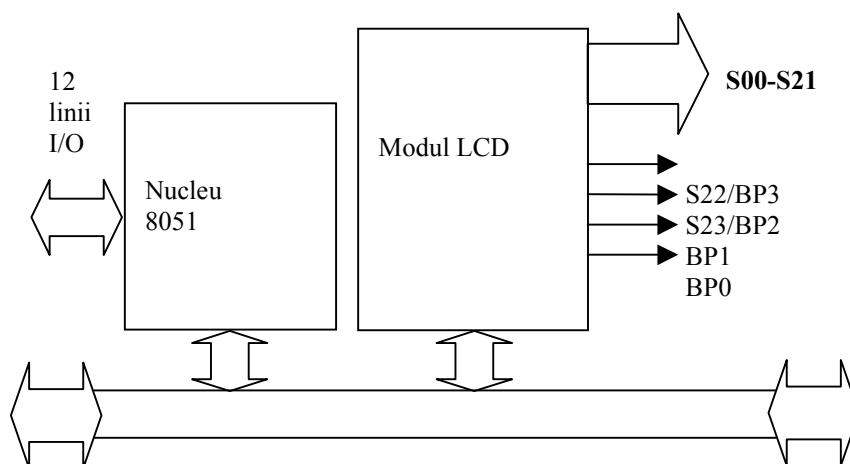 12
linii
I/O
Nucleu
8051
Modul LCD
S00-S21
S22/BP3
S23/BP2
BP1
BP0